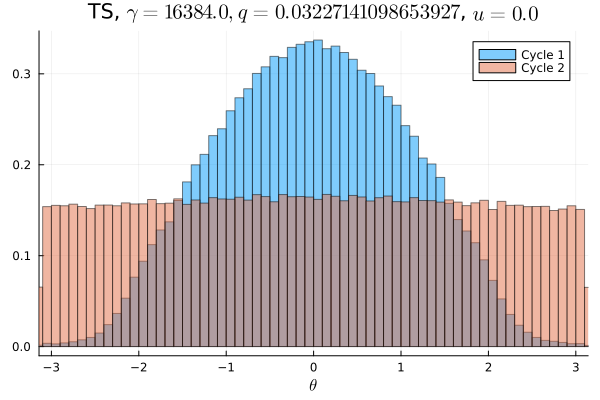 TS, γ = 16384.0, q = 0.03227141098653927, u = 0.0
Cycle 1
Cycle 2
0.3
0.2
0.1
0.0
−3 −2 −1 0 1 2 3
θ